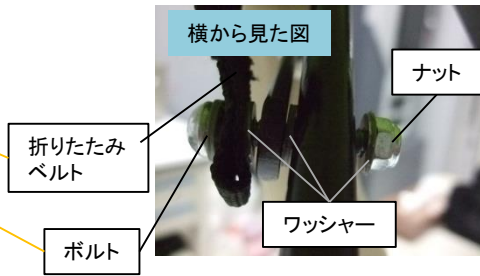 横から見た図
ナット
折りたたみ
ベルト
ワッシャー
ボルト